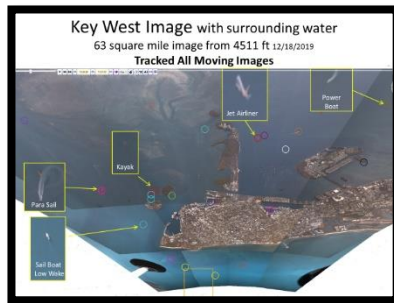 Key West Image with surrounding water
63 square mile image from 4511 ft 12/18/2019
Tracked All Moving Images
Jet Airliner
Power
Boat
Kayak
Para Sail
Sail Boat
Low Wake